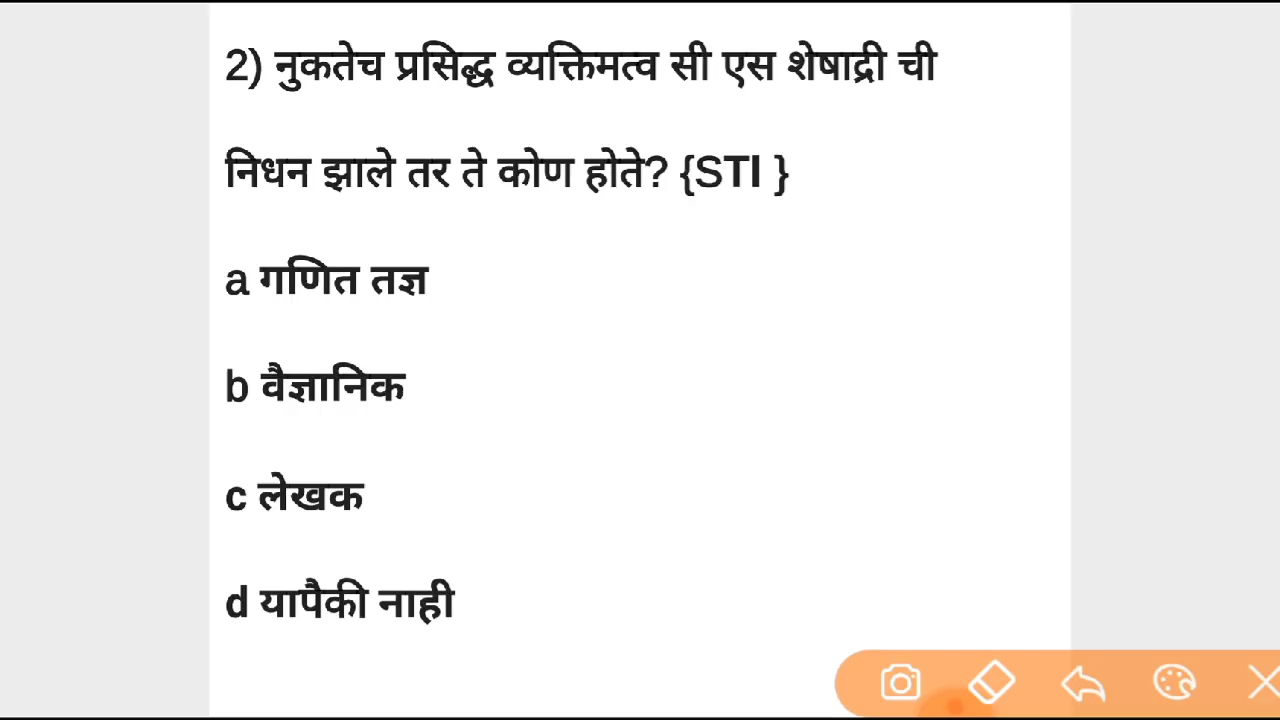 2) नुकतेच प्रसिद्ध व्यक्तिमत्व सी एस शेषाद्री ची
निधन झाले तर ते कोण होते? {STI }
a गणित तज्ञ
b वैज्ञानिक
c लेखक
d यापैकी नाही